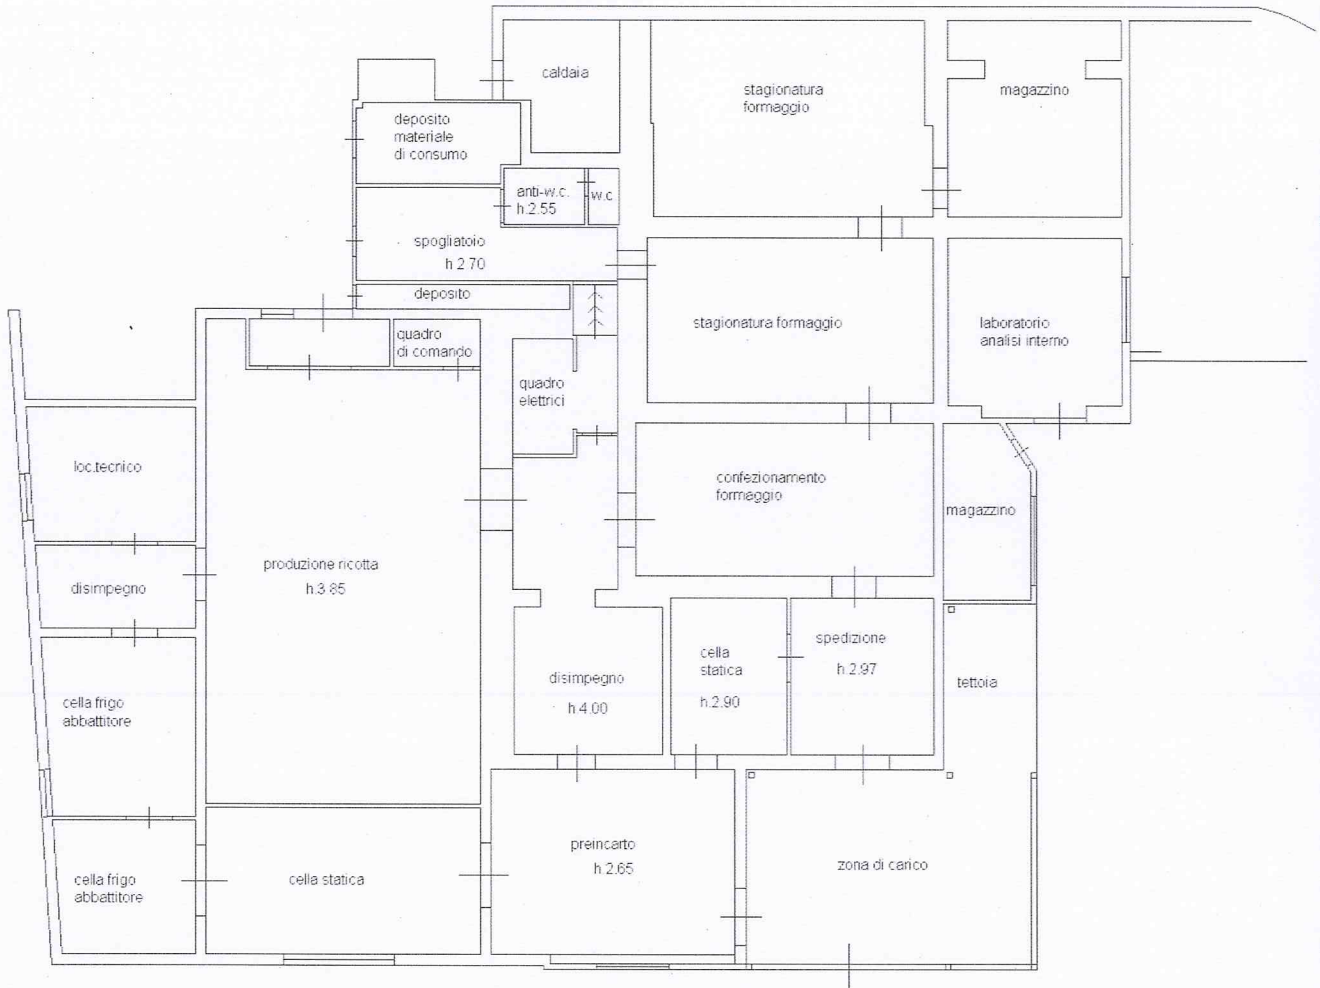 caldaia
stagionatura
formaggio
magazzino
deposito
materiale
di consumo
anti-w.c.
h.2.55
w.c
spogliatoio
h 2.70
deposito
quadro
di comando
stagionatura formaggio
laboratorio
analisi interno
quadro
elettrici
loc.tecnico
confezionamento
formaggio
magazzino
produzione ricotta
h.3.85
disimpegno
spedizione
h.2.97
cella
statica
h.2.90
disimpegno
h.4.00
tettoia
cella frigo
abbattitore
preincarto
h.2.65
zona di carico
cella frigo
abbattitore
cella statica